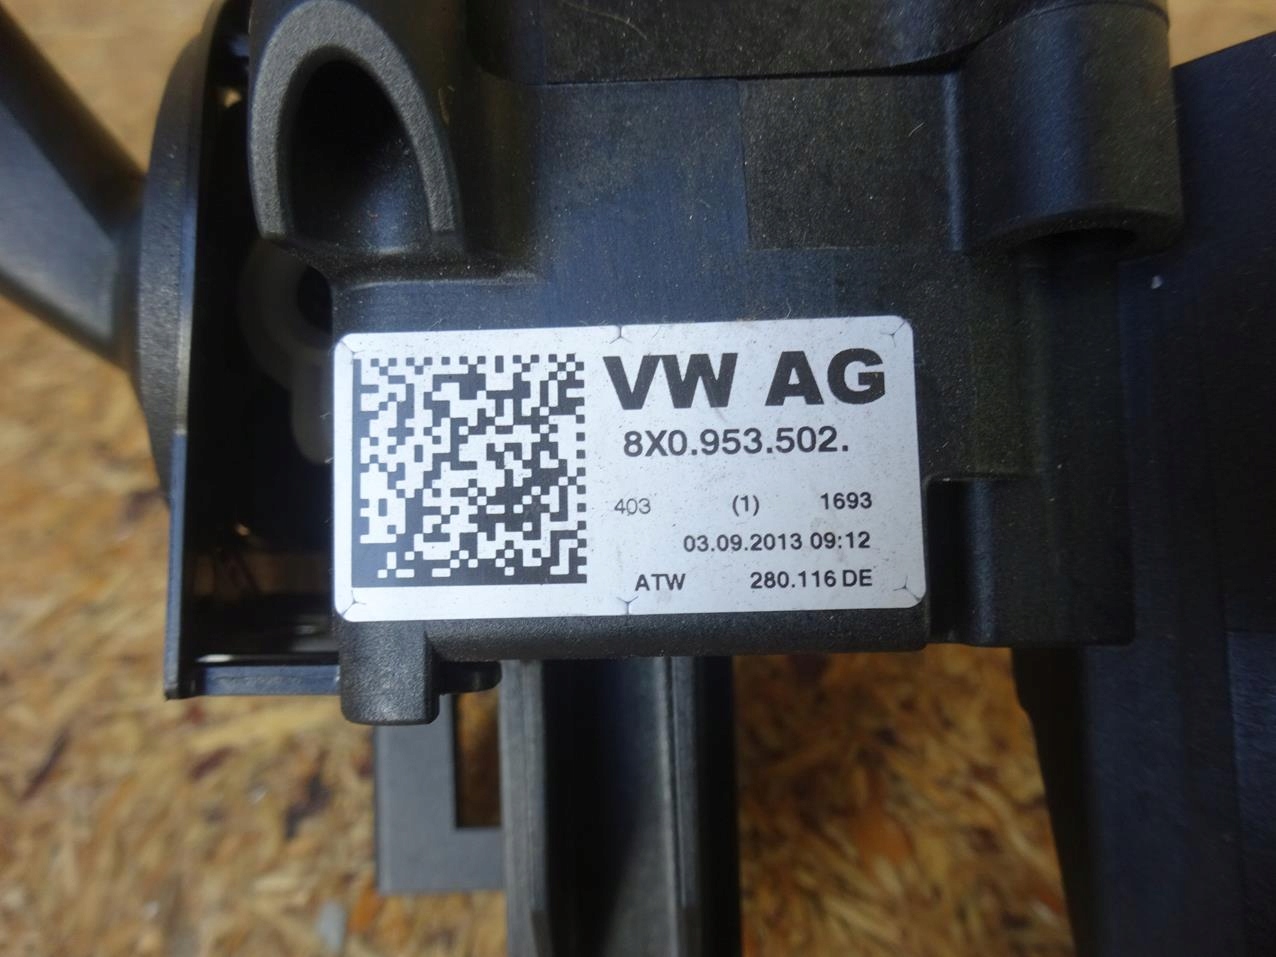 VW AG
8X0.953.502.
403 (1) 1693
03.09.2013 09:12
ATW 280.116 DE